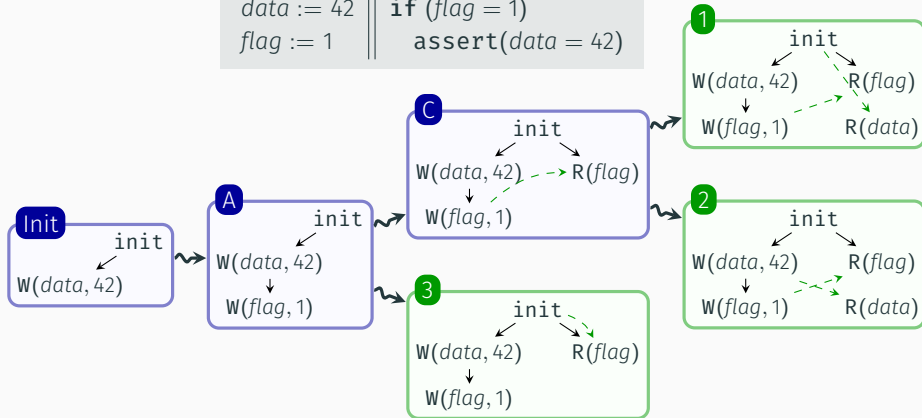 data := 42 || if (flag = 1)
flag := 1 || assert(data = 42)
1
init
W(data, 42) R(flag)
W(flag, 1) R(data)
C
init
W(data, 42) R(flag)
W(flag, 1)
Init
init
W(data, 42)
A
init
W(data, 42)
W(flag, 1)
2
init
W(data, 42) R(flag)
W(flag, 1) R(data)
3
init
W(data, 42) R(flag)
W(flag, 1)